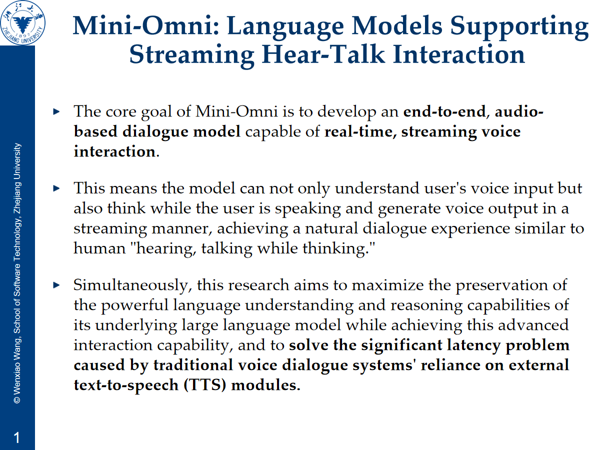 Mini-Omni: Language Models Supporting
Streaming Hear-Talk Interaction
The core goal of Mini-Omni is to develop an end-to-end, audio-
based dialogue model capable of real-time, streaming voice
interaction.
This means the model can not only understand user's voice input but
also think while the user is speaking and generate voice output in a
streaming manner, achieving a natural dialogue experience similar to
human "hearing, talking while thinking."
Simultaneously, this research aims to maximize the preservation of
the powerful language understanding and reasoning capabilities of
its underlying large language model while achieving this advanced
interaction capability, and to solve the significant latency problem
caused by traditional voice dialogue systems' reliance on external
text-to-speech (TTS) modules.
© Wenxiao Wang, School of Software Technology, Zhejiang University
1